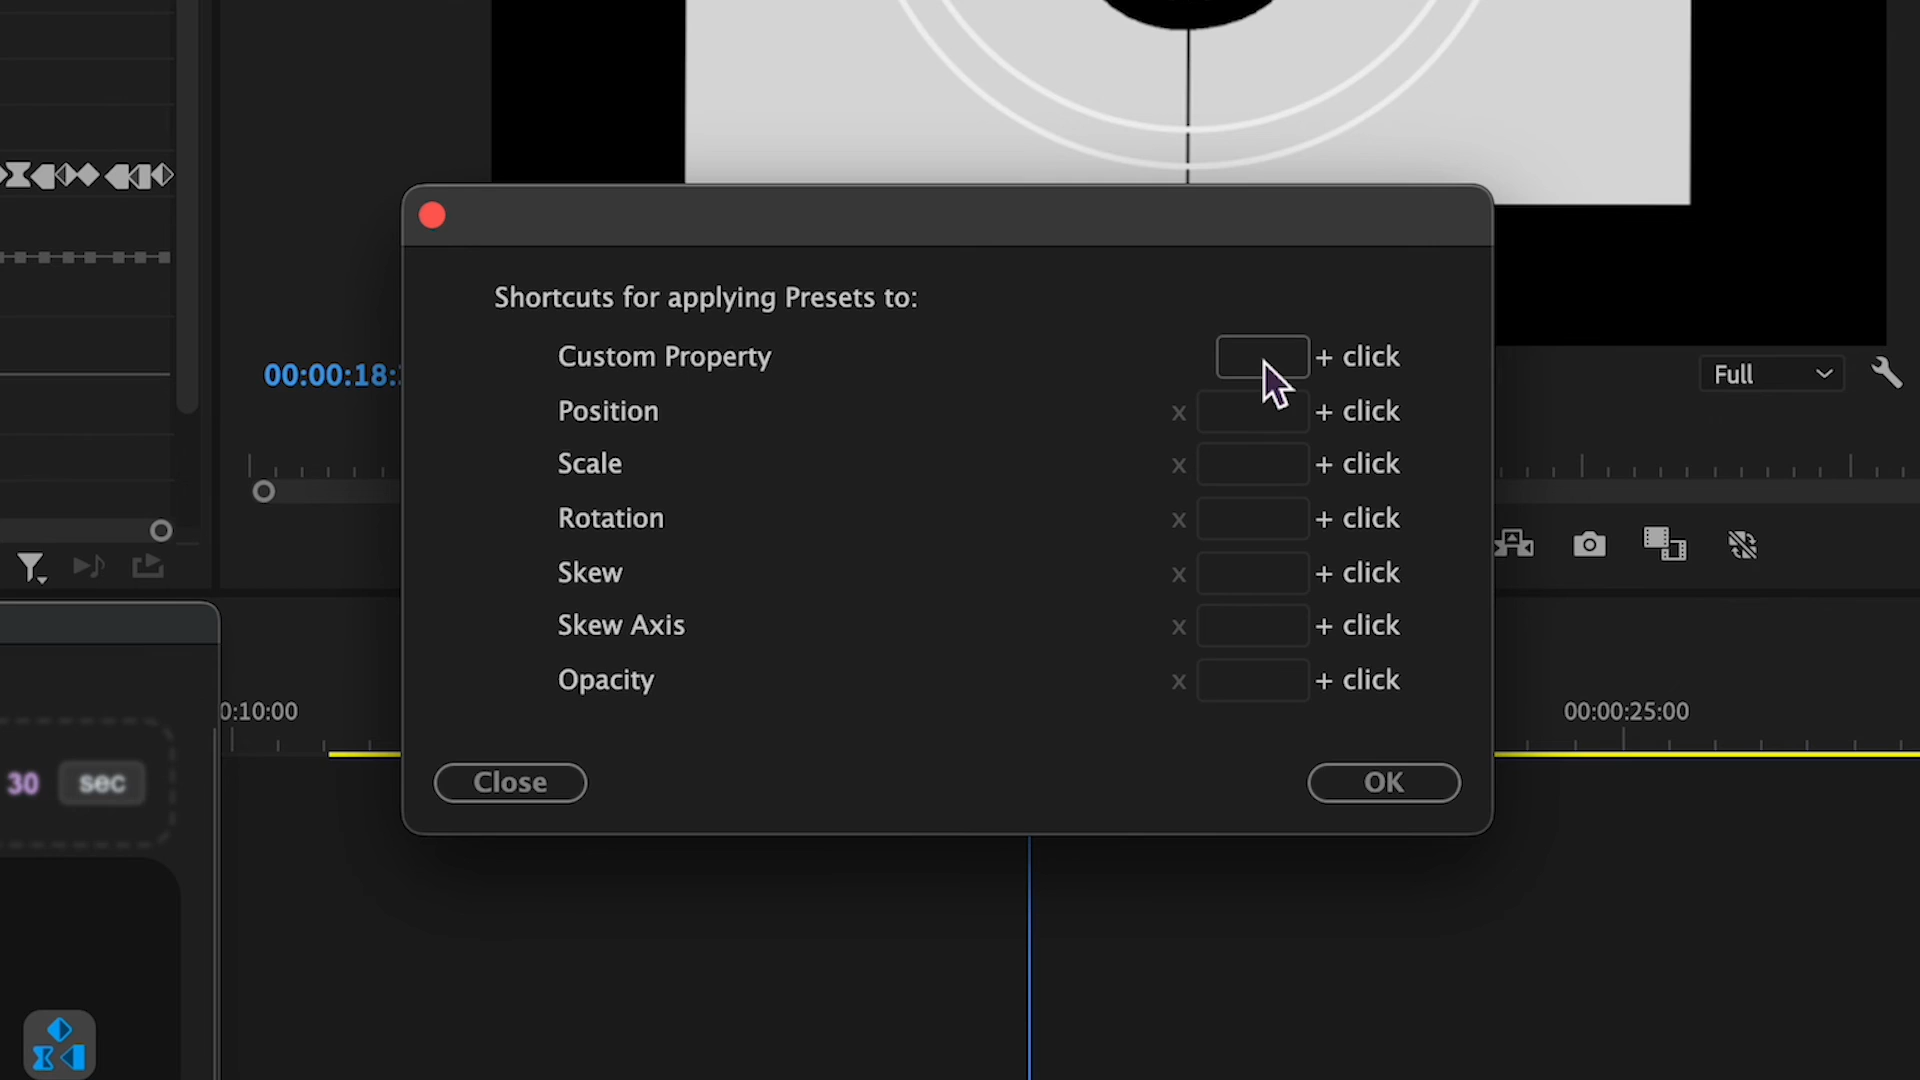 Shortcuts for applying Presets to:
Custom Property + click
00:00:18:
Full
Position x + click
Scale x + click
Rotation x + click
Skew x + click
Skew Axis x + click
Opacity x + click
0:10:00
00:00:25:00
30 sec
Close
OK